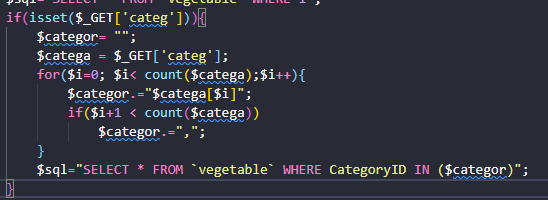 $sql="SELECT * FROM `vegetable` WHERE 1";
if(isset($_GET['categ'])){
$categor= "";
$catega = $_GET['categ'];
for($i=0; $i< count($catega);$i++){
$categor.="$catega[$i]";
if($i+1 < count($catega))
$categor.=",";
}
$sql="SELECT * FROM `vegetable` WHERE CategoryID IN ($categor)";
}